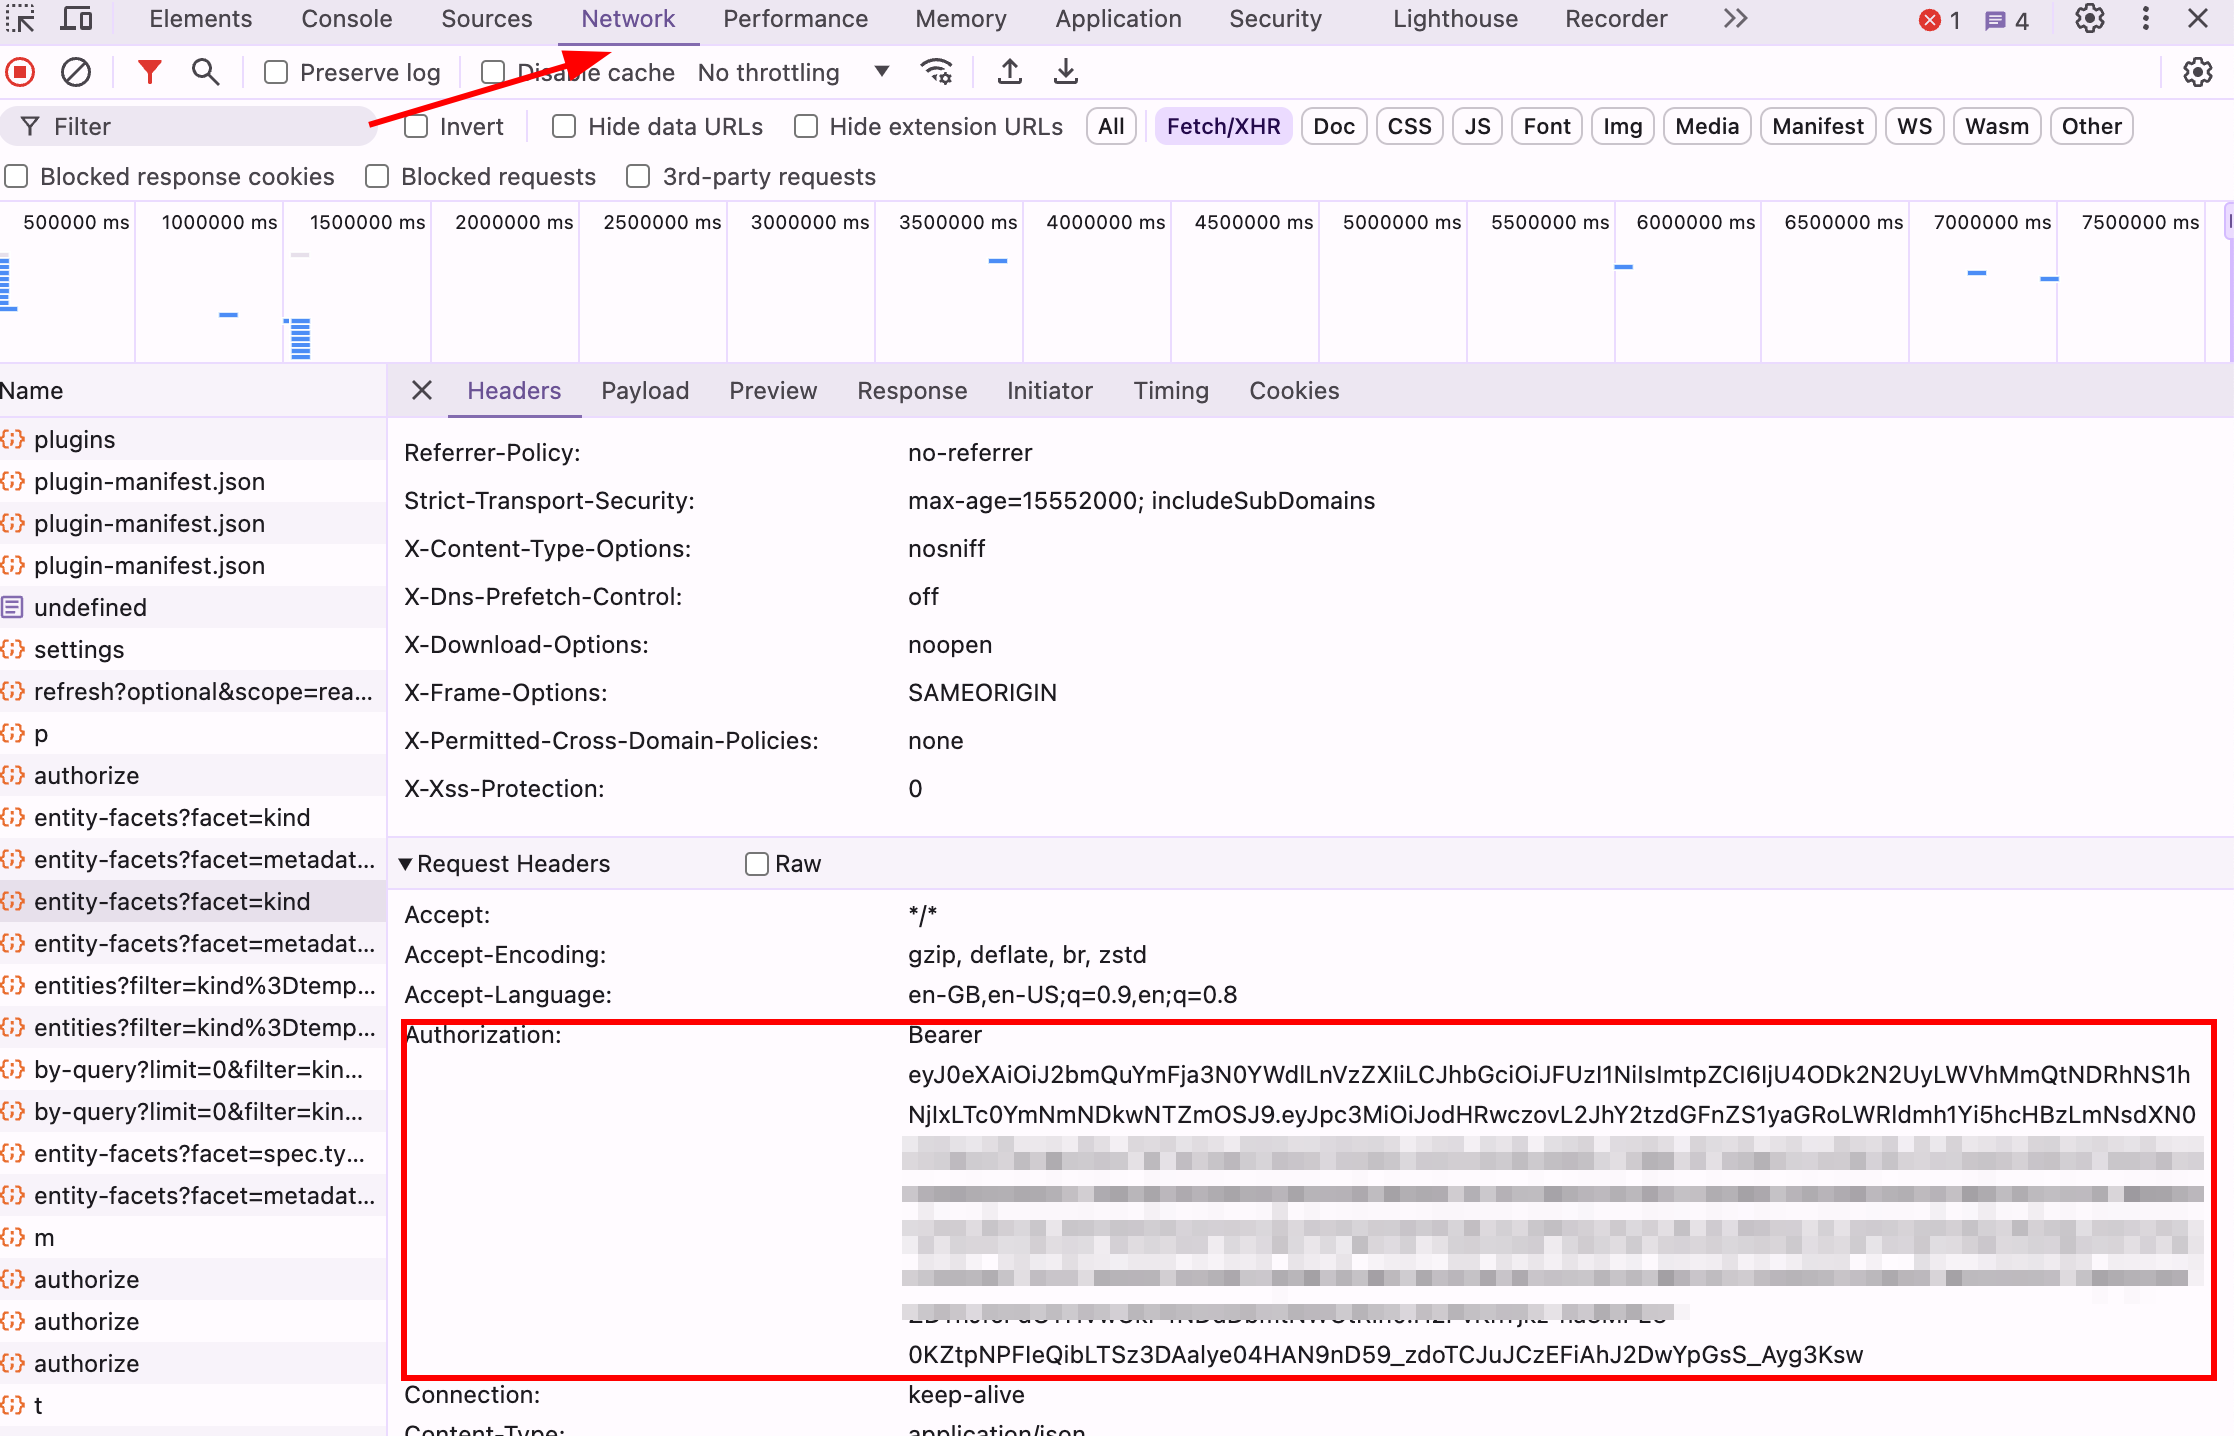 Elements Console Sources Network Performance Memory Application Security Lighthouse Recorder 1 4
Preserve log Disable cache No throttling
Filter Invert Hide data URLs Hide extension URLs All Fetch/XHR Doc CSS JS Font Img Media Manifest WS Wasm Other
Blocked response cookies Blocked requests 3rd-party requests
500000 ms 1000000 ms 1500000 ms 2000000 ms 2500000 ms 3000000 ms 3500000 ms 4000000 ms 4500000 ms 5000000 ms 5500000 ms 6000000 ms 6500000 ms 7000000 ms 7500000 ms
Name
plugins
plugin-manifest.json
plugin-manifest.json
plugin-manifest.json
undefined
settings
refresh?optional&scope=rea...
p
authorize
entity-facets?facet=kind
entity-facets?facet=metadat...
entity-facets?facet=kind
entity-facets?facet=metadat...
entities?filter=kind%3Dtemp...
entities?filter=kind%3Dtemp...
by-query?limit=0&filter=kin...
by-query?limit=0&filter=kin...
entity-facets?facet=spec.ty...
entity-facets?facet=metadat...
m
authorize
authorize
authorize
t
Headers Payload Preview Response Initiator Timing Cookies
Referrer-Policy: no-referrer
Strict-Transport-Security: max-age=15552000; includeSubDomains
X-Content-Type-Options: nosniff
X-Dns-Prefetch-Control: off
X-Download-Options: noopen
X-Frame-Options: SAMEORIGIN
X-Permitted-Cross-Domain-Policies: none
X-Xss-Protection: 0
Request Headers Raw
Accept: */*
Accept-Encoding: gzip, deflate, br, zstd
Accept-Language: en-GB,en-US;q=0.9,en;q=0.8
Authorization: Bearer
eyJ0eXAiOiJ2bmQuYmFja3N0YWdlLnVzZXIiLCJhbGciOiJFUzI1NiIsImtpZCI6IjU4ODk2N2UyLWVhMmQtNDRhNS1h
NjIxLTc0YmNmNDkwNTZmOSJ9.eyJpc3MiOiJodHRwczovL2JhY2tzdGFnZS1yaGRoLWRldmh1Yi5hcHBzLmNsdXN0
0KZtpNPFIeQibLTSz3DAalye04HAN9nD59_zdoTCJuJCzEFiAhJ2DwYpGsS_Ayg3Ksw
Connection: keep-alive
Content-Type: application/json